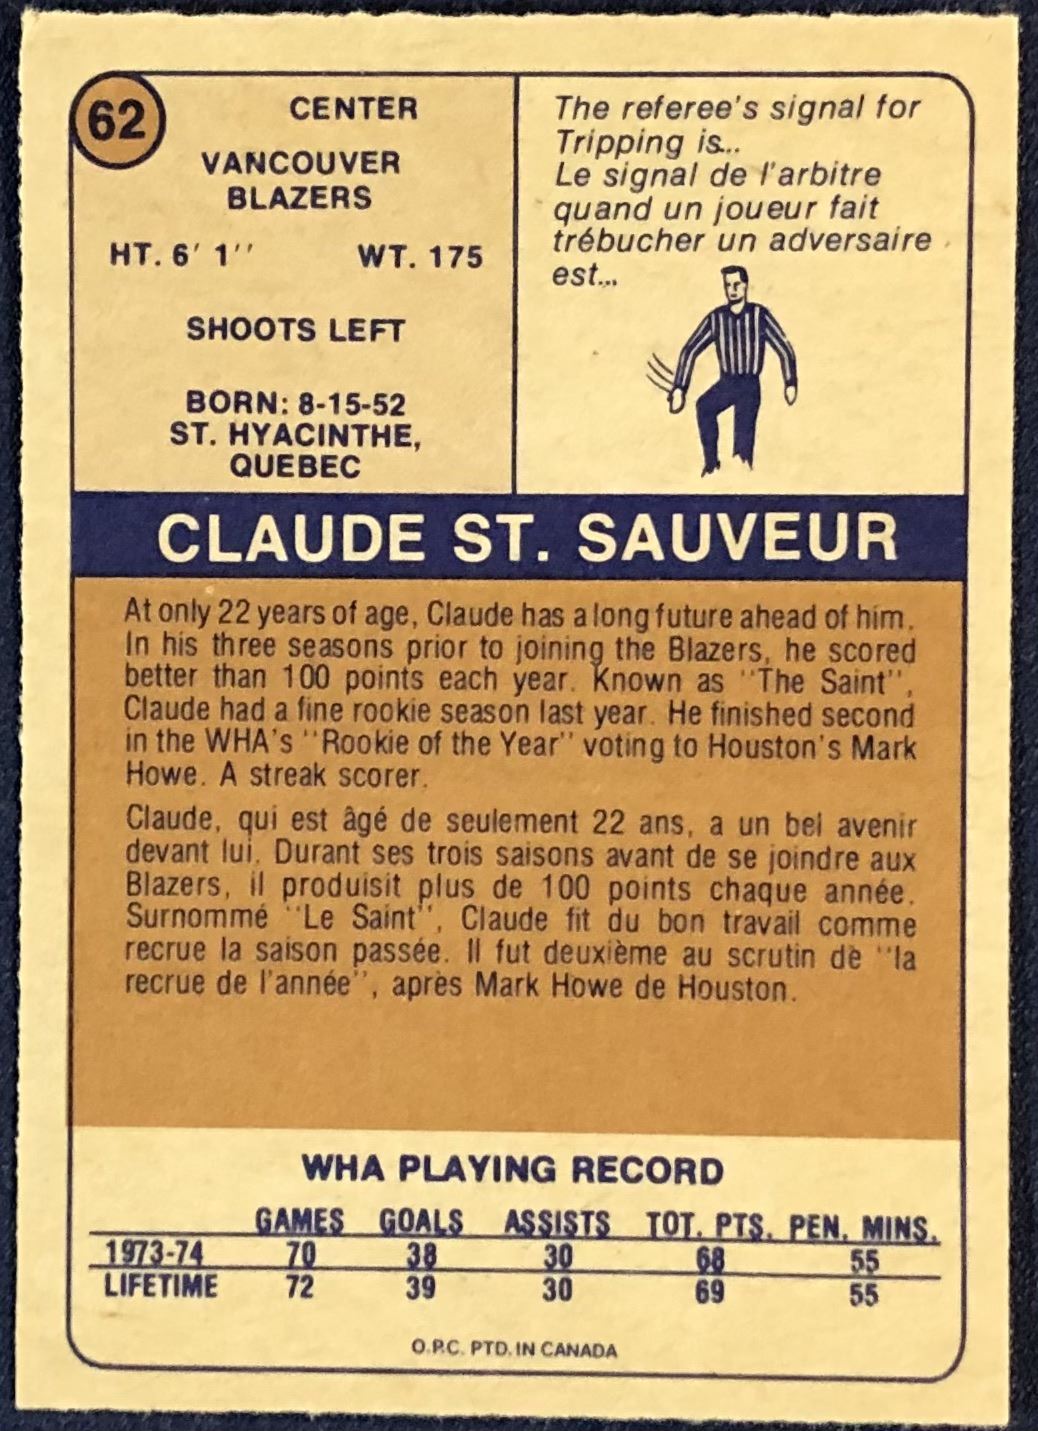 62
CENTER
VANCOUVER
BLAZERS
HT. 6' 1'' WT. 175
SHOOTS LEFT
BORN: 8-15-52
ST. HYACINTHE,
QUEBEC
The referee's signal for
Tripping is...
Le signal de l'arbitre
quand un joueur fait
trébucher un adversaire
est...
CLAUDE ST. SAUVEUR
At only 22 years of age, Claude has a long future ahead of him.
In his three seasons prior to joining the Blazers, he scored
better than 100 points each year. Known as ''The Saint'',
Claude had a fine rookie season last year. He finished second
in the WHA's ''Rookie of the Year'' voting to Houston's Mark
Howe. A streak scorer.
Claude, qui est âgé de seulement 22 ans, a un bel avenir
devant lui. Durant ses trois saisons avant de se joindre aux
Blazers, il produisit plus de 100 points chaque année.
Surnommé ''Le Saint'', Claude fit du bon travail comme
recrue la saison passée. Il fut deuxième au scrutin de ''la
recrue de l'année'', après Mark Howe de Houston.
WHA PLAYING RECORD
GAMES GOALS ASSISTS TOT. PTS. PEN. MINS.
1973-74 70 38 30 68 55
LIFETIME 72 39 30 69 55
O.P.C. PTD. IN CANADA